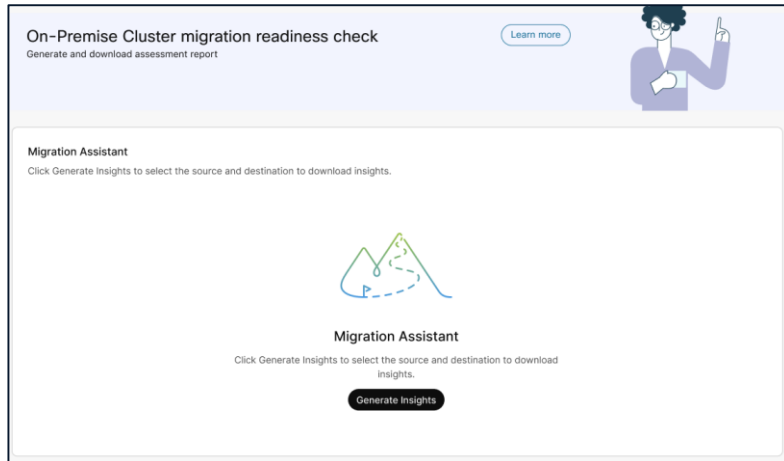 On-Premise Cluster migration readiness check
Learn more
Generate and download assessment report
Migration Assistant
Click Generate Insights to select the source and destination to download insights.
Migration Assistant
Click Generate Insights to select the source and destination to download
insights.
Generate Insights